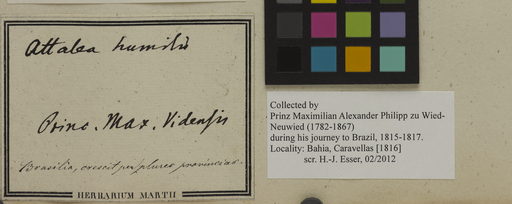 Attalea humilis
Princ. Max. Vidensis
Brasilia, crescit per plures provincias.
HERBARIUM MARTII
Collected by
Prinz Maximilian Alexander Philipp zu Wied-
Neuwied (1782-1867)
during his journey to Brazil, 1815-1817.
Locality: Bahia, Caravellas [1816]
scr. H.-J. Esser, 02/2012